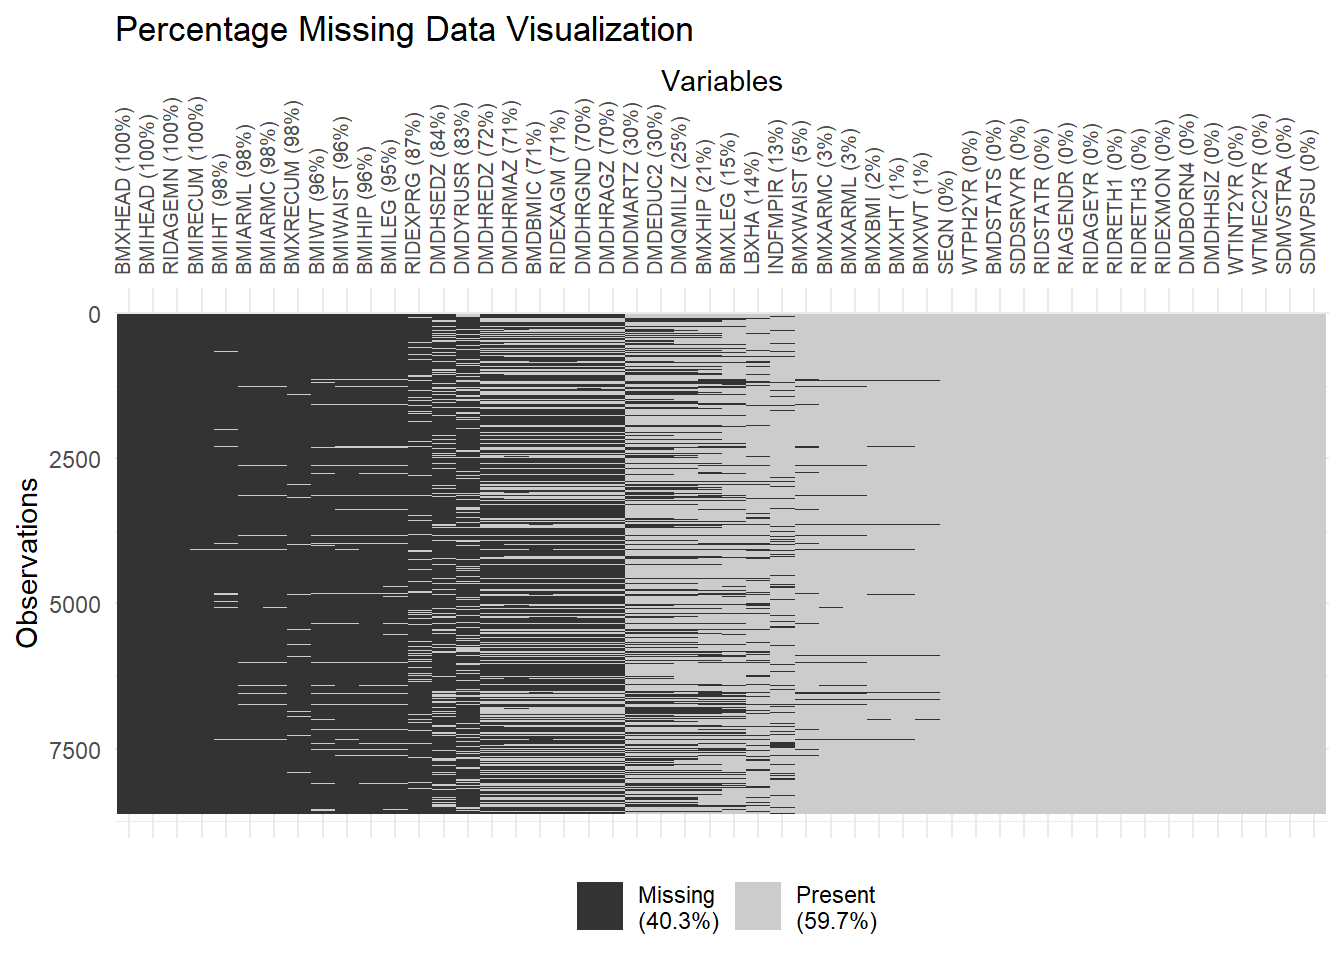 Percentage Missing Data Visualization
Variables
BMXHEAD (100%)
BMIHEAD (100%)
RIDAGEMN (100%)
BMIRECUM (100%)
BMIHT (98%)
BMIARML (98%)
BMIARMC (98%)
BMXRECUM (98%)
BMIWT (96%)
BMIWAIST (96%)
BMIHIP (96%)
BMILEG (95%)
RIDEXPRG (87%)
DMDHSEDZ (84%)
DMDYRUSR (83%)
DMDHREDZ (72%)
DMDHRMAZ (71%)
BMDBMIC (71%)
RIDEXAGM (71%)
DMDHRGND (70%)
DMDHRAGZ (70%)
DMDMARTZ (30%)
DMDEDUC2 (30%)
DMQMILIZ (25%)
BMXHIP (21%)
BMXLEG (15%)
LBXHA (14%)
INDFMPIR (13%)
BMXWAIST (5%)
BMXARMC (3%)
BMXARML (3%)
BMXBMI (2%)
BMXHT (1%)
BMXWT (1%)
SEQN (0%)
WTPH2YR (0%)
BMDSTATS (0%)
SDDSRVYR (0%)
RIDSTATR (0%)
RIAGENDR (0%)
RIDAGEYR (0%)
RIDRETH1 (0%)
RIDRETH3 (0%)
RIDEXMON (0%)
DMDBORN4 (0%)
DMDHHSIZ (0%)
WTINT2YR (0%)
WTMEC2YR (0%)
SDMVSTRA (0%)
SDMVPSU (0%)
0
2500
5000
7500
Observations
Missing
(40.3%)
Present
(59.7%)